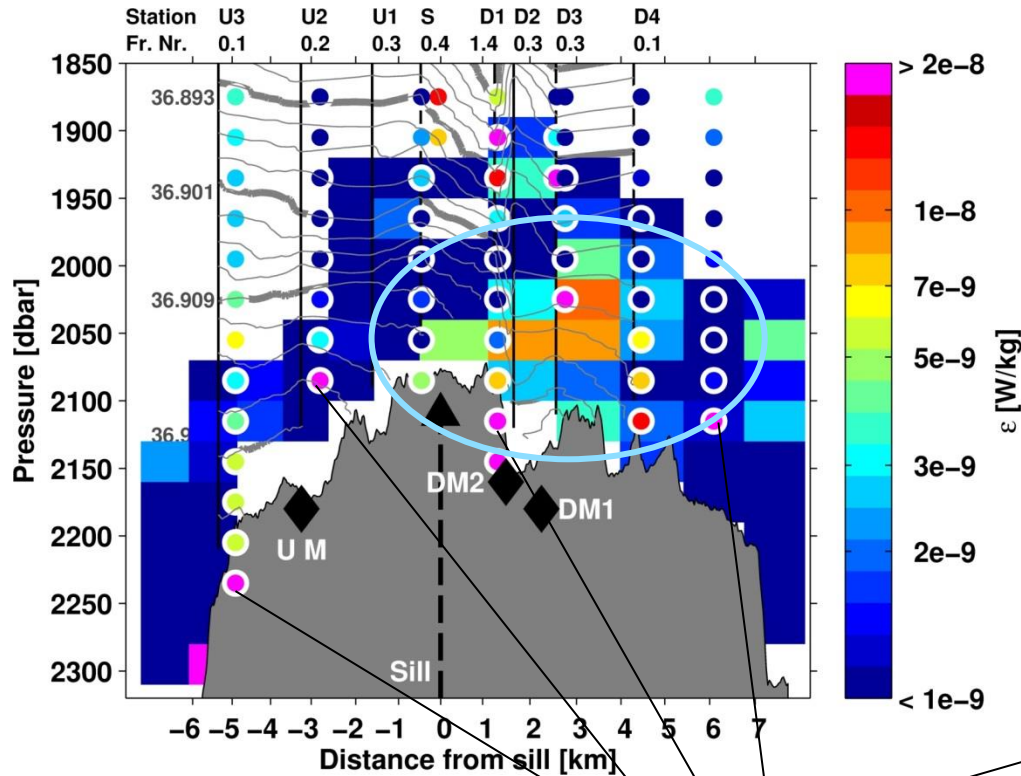 Station U3 U2 U1 S D1 D2 D3 D4
Fr. Nr. 0.1 0.2 0.3 0.4 1.4 0.3 0.3 0.1
1850
36.893
1900
36.901
1950
2000
36.909
2050
2100
36.9
2150
2200
2250
2300
Pressure [dbar]
DM2
DM1
U M
Sill
−6 −5 −4 −3 −2 −1 0 1 2 3 4 5 6 7
Distance from sill [km]
> 2e−8
1e−8
7e−9
5e−9
3e−9
2e−9
< 1e−9
ε [W/kg]